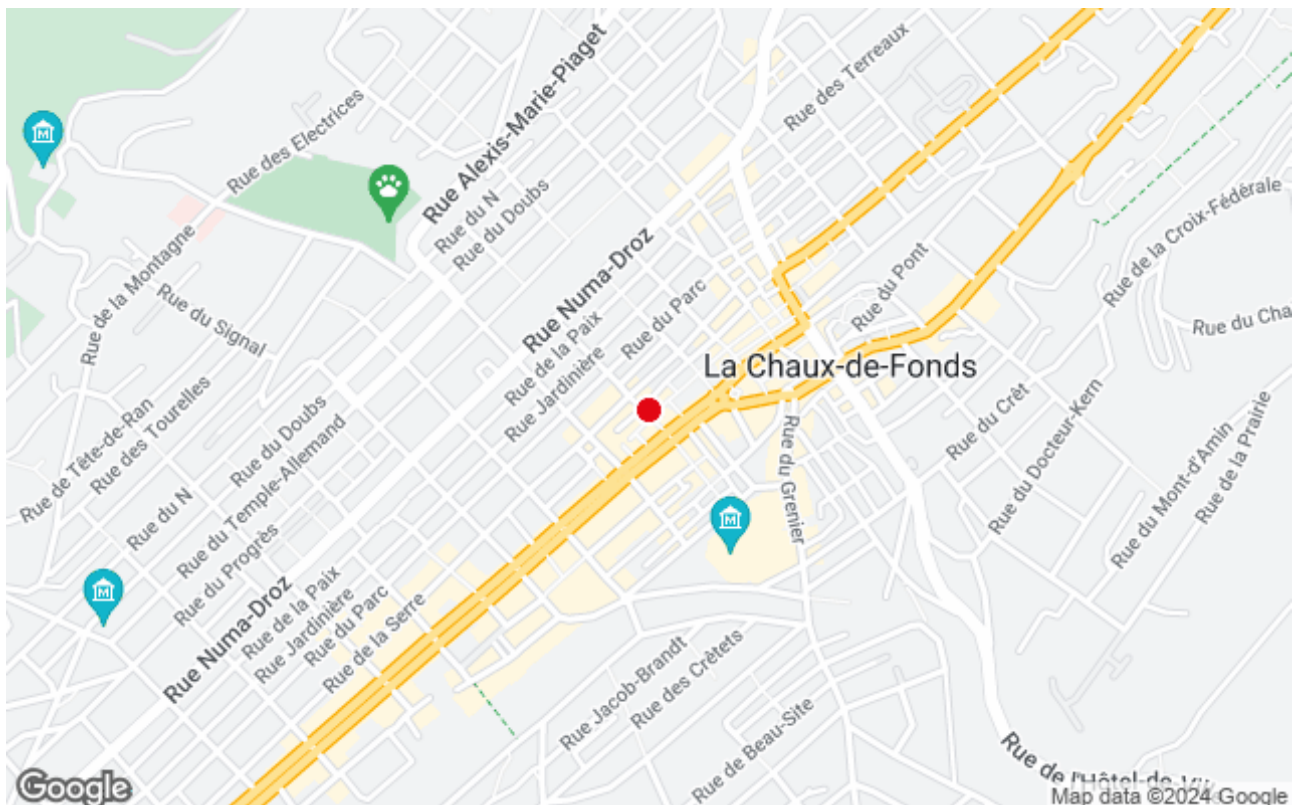 Rue Alexis-Marie-Piaget
Rue des Terreaux
Rue des Electrices
Rue du N
Rue du Doubs
Rue de la Croix-Fédérale
Rue de la Montagne
Rue Numa-Droz
Rue du Pont
Rue du Signal
Rue du Parc
Rue de la Paix
Rue Jardinière
Rue du Cha
La Chaux-de-Fonds
Rue de Tête-de-Ran
Rue des Tourelles
Rue du Doubs
Rue du Crêt
Rue du Docteur-Kern
Rue du Mont-d'Amin
Rue de la Prairie
Rue du N
Rue du Temple-Allemand
Rue du Grenier
Rue du Progrès
Rue Numa-Droz
Rue de la Paix
Rue Jardinière
Rue du Parc
Rue de la Serre
Rue Jacob-Brandt
Rue des Crêtets
Rue de Beau-Site
Rue de l'Hôtel-de-Vil
Google
Map data ©2024 Google